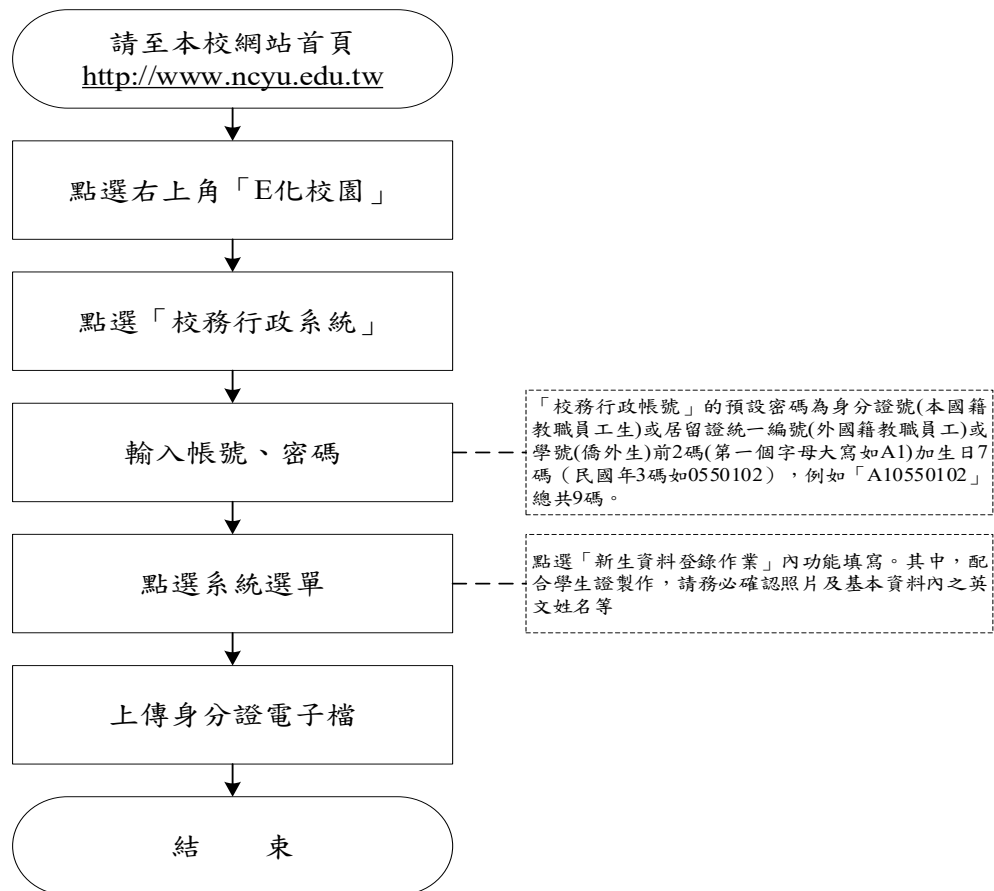 請至本校網站首頁
http://www.ncyu.edu.tw
點選右上角「E化校園」
點選「校務行政系統」
輸入帳號、密碼
「校務行政帳號」的預設密碼為身分證號(本國籍
教職員工生)或居留證統一編號(外國籍教職員工)或
學號(僑外生)前2碼(第一個字母大寫如A1)加生日7
碼（民國年3碼如0550102），例如「A10550102」
總共9碼。
點選系統選單
點選「新生資料登錄作業」內功能填寫。其中，配
合學生證製作，請務必確認照片及基本資料內之英
文姓名等
上傳身分證電子檔
結　　束